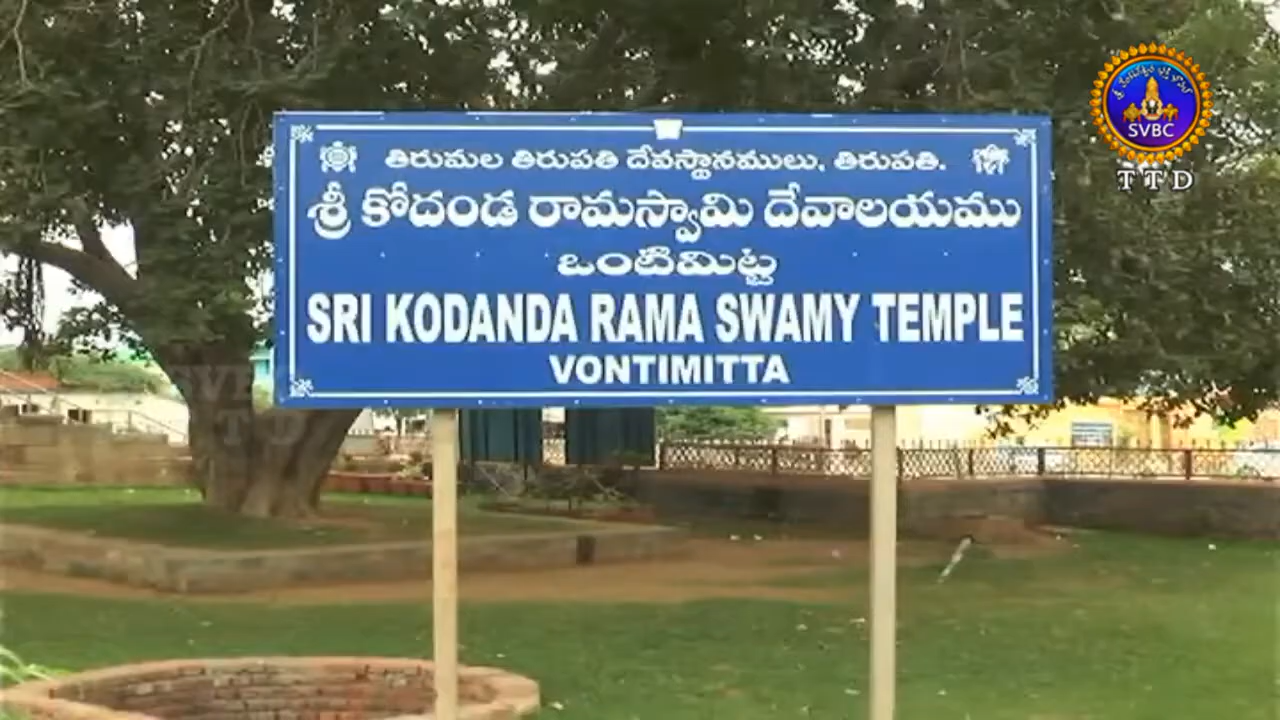 తిరుమల తిరుపతి దేవస్థానములు, తిరుపతి.
శ్రీ కోదండ రామస్వామి దేవాలయము
ఒంటిమిట్ట
SRI KODANDA RAMA SWAMY TEMPLE
VONTIMITTA
SVBC
TTD